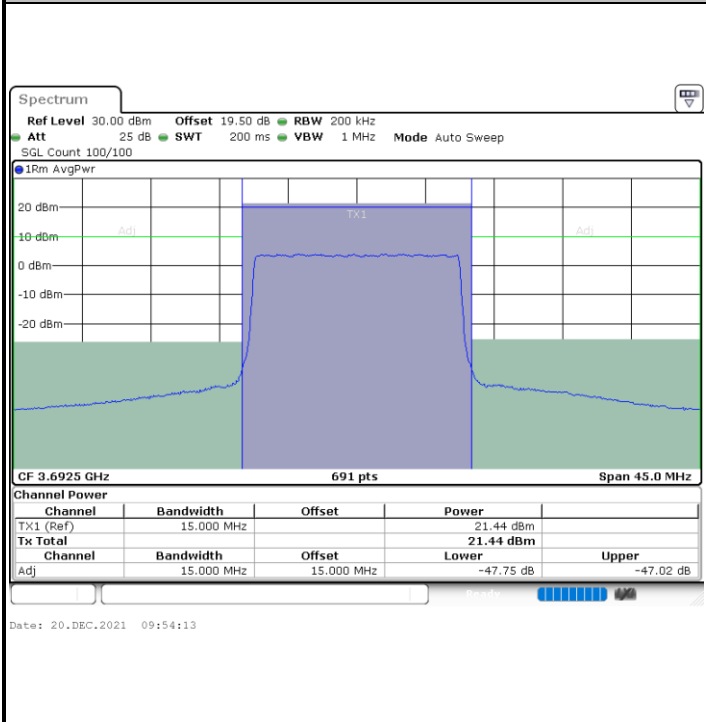 Spectrum
Ref Level 30.00 dBm Offset 19.50 dB RBW 200 kHz
Att 25 dB SWT 200 ms VBW 1 MHz Mode Auto Sweep
SGL Count 100/100
1Rm AvgPwr
TX1
20 dBm
Adj Adj
10 dBm
0 dBm
-10 dBm
-20 dBm
CF 3.6925 GHz 691 pts Span 45.0 MHz
Channel Power
Channel Bandwidth Offset Power
TX1 (Ref) 15.000 MHz 21.44 dBm
Tx Total 21.44 dBm
Channel Bandwidth Offset Lower Upper
Adj 15.000 MHz 15.000 MHz -47.75 dB -47.02 dB
Ready
Date: 20.DEC.2021 09:54:13